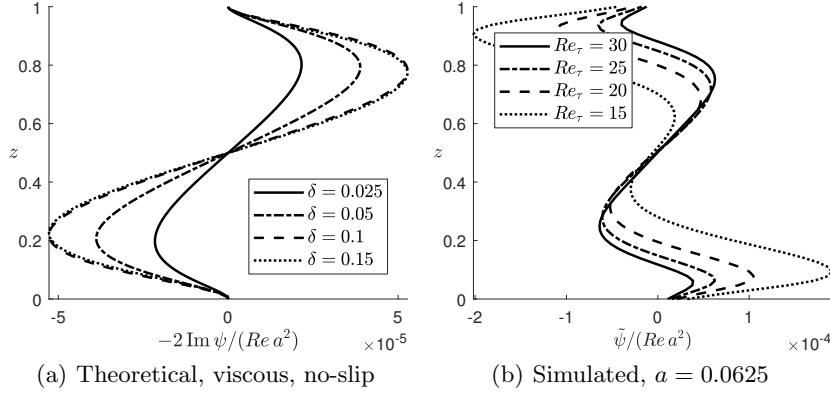 1
0.8
0.6
z
0.4
0.2
0
δ = 0.025
δ = 0.05
δ = 0.1
δ = 0.15
-5 0 5
−2 Im ψ/(Re a²) ×10⁻⁵
(a) Theoretical, viscous, no-slip
1
0.8
0.6
z
0.4
0.2
0
Re_τ = 30
Re_τ = 25
Re_τ = 20
Re_τ = 15
-2 -1 0 1
ψ̃/(Re a²) ×10⁻⁴
(b) Simulated, a = 0.0625